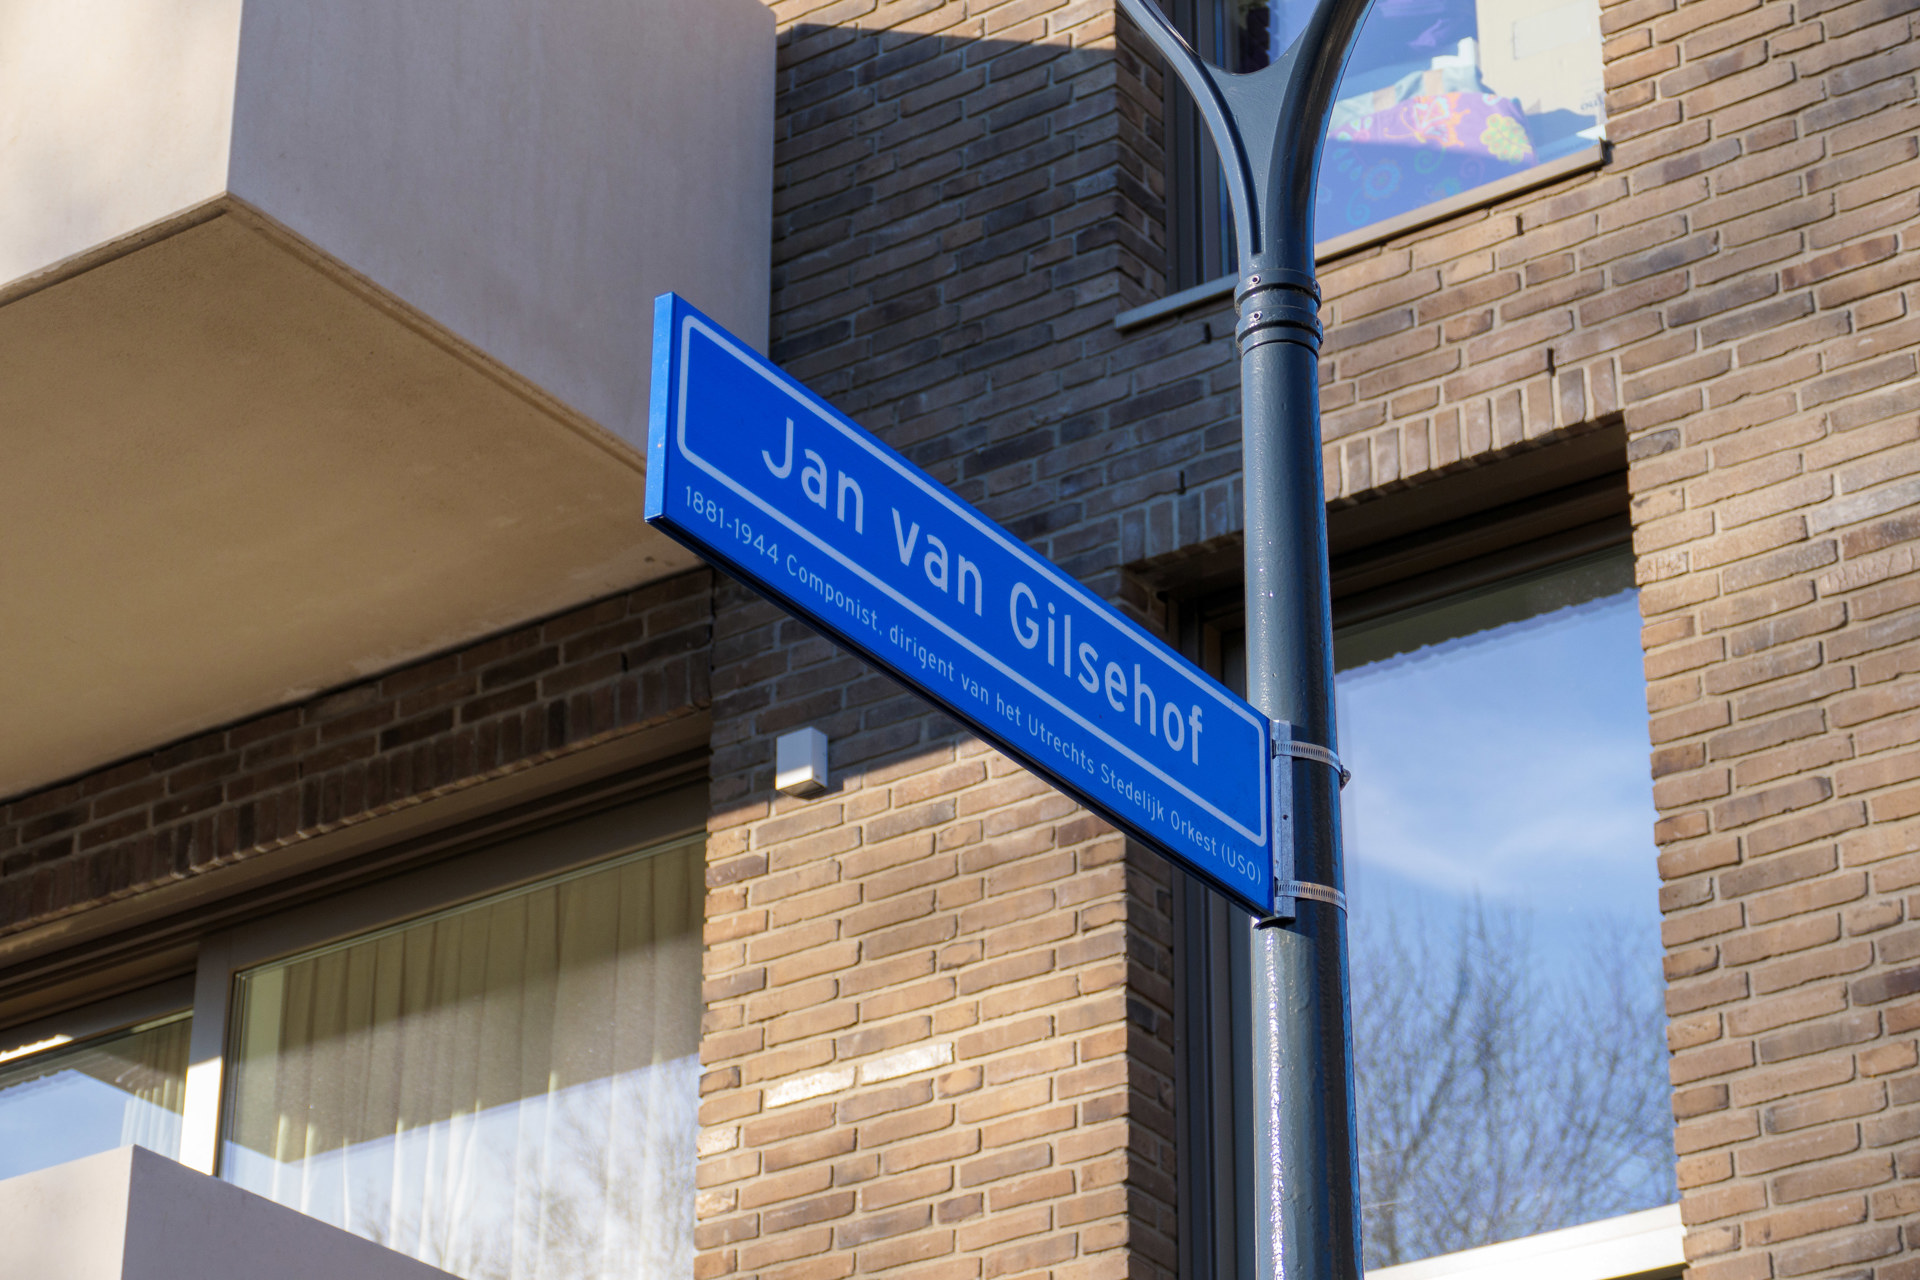 Jan van Gilsehof
1881-1944 Componist, dirigent van het Utrechts Stedelijk Orkest (USO)